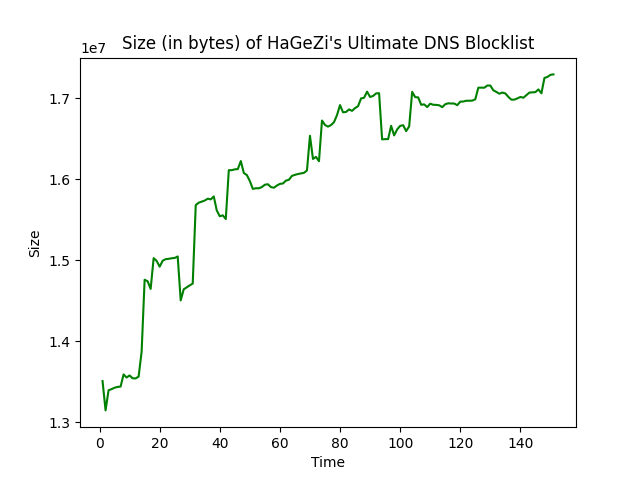 Size (in bytes) of HaGeZi's Ultimate DNS Blocklist
1e7
1.7
1.6
1.5
1.4
1.3
Size
0 20 40 60 80 100 120 140
Time